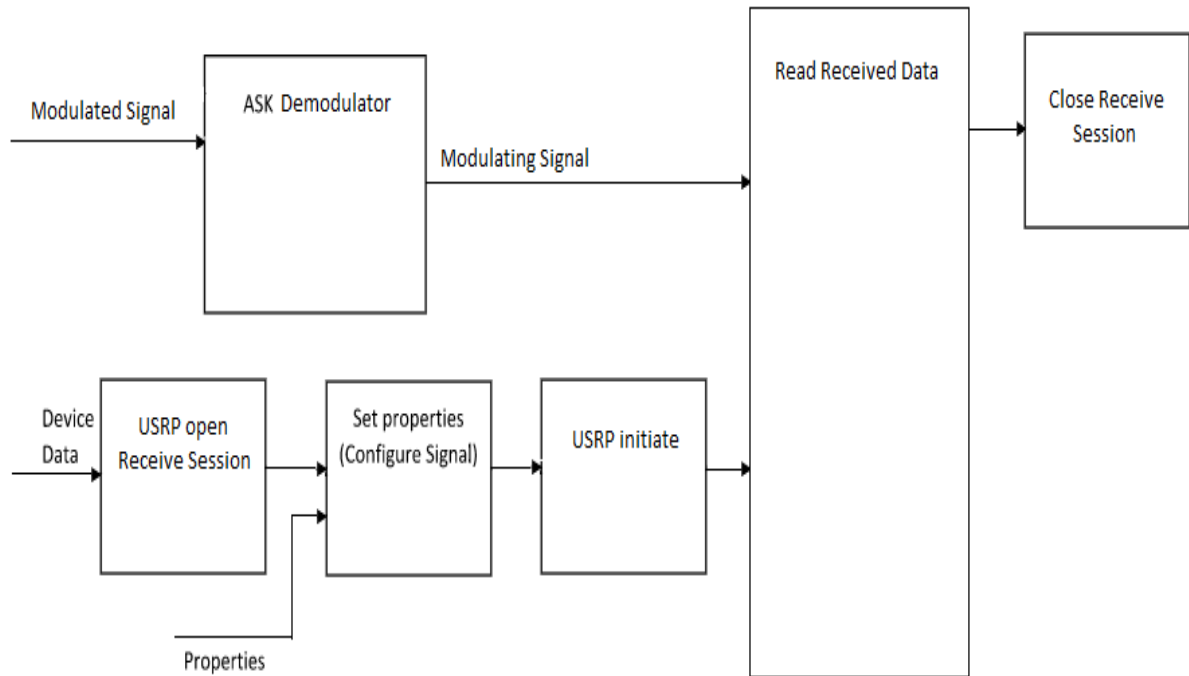 Modulated Signal
ASK Demodulator
Modulating Signal
Read Received Data
Close Receive
Session
Device
Data
USRP open
Receive Session
Set properties
(Configure Signal)
USRP initiate
Properties